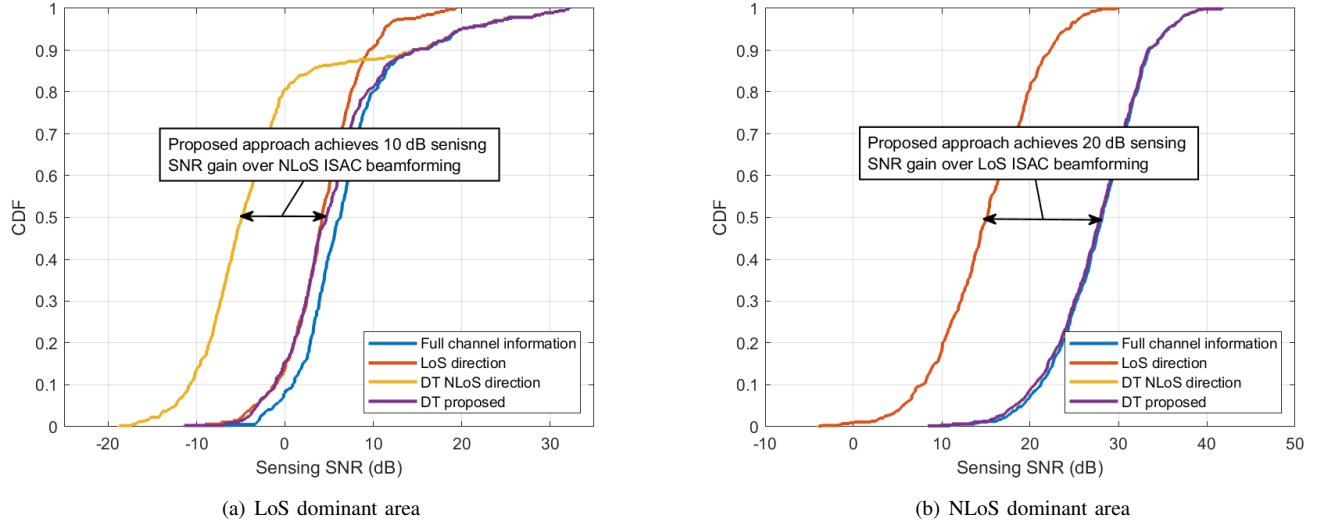 1
0.9
0.8
0.7
0.6
0.5
0.4
0.3
0.2
0.1
0
CDF
Proposed approach achieves 10 dB senisng
SNR gain over NLoS ISAC beamforming
Full channel information
LoS direction
DT NLoS direction
DT proposed
-20
-10
0
10
20
30
Sensing SNR (dB)
(a) LoS dominant area
1
0.9
0.8
0.7
0.6
0.5
0.4
0.3
0.2
0.1
0
CDF
Proposed approach achieves 20 dB sensing
SNR gain over LoS ISAC beamforming
Full channel information
LoS direction
DT NLoS direction
DT proposed
-10
0
10
20
30
40
50
Sensing SNR (dB)
(b) NLoS dominant area